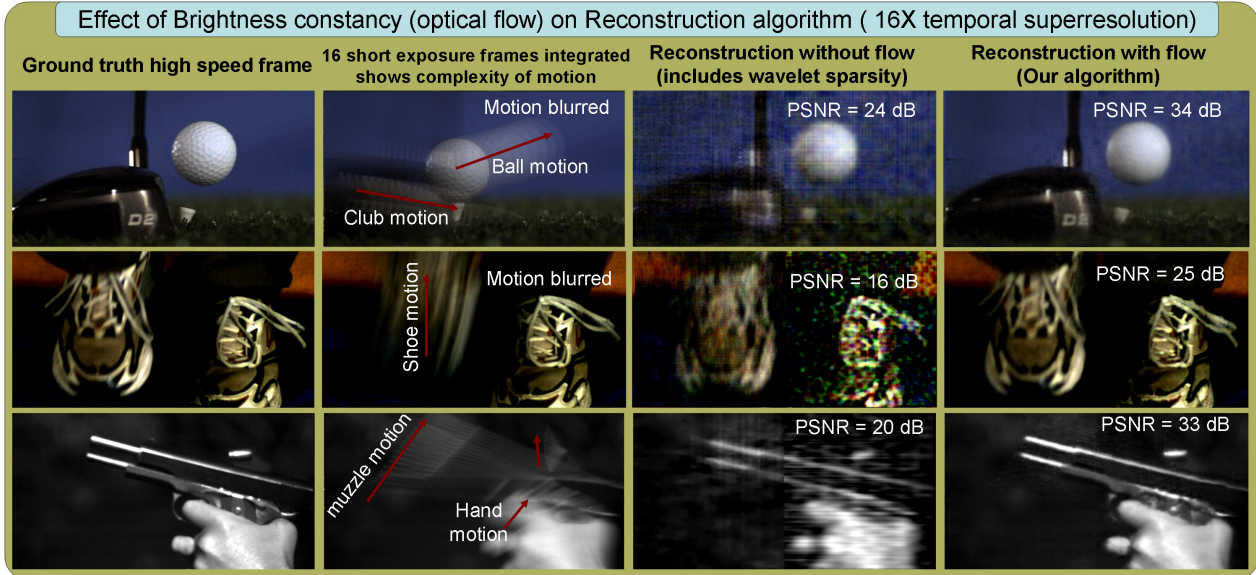 Effect of Brightness constancy (optical flow) on Reconstruction algorithm ( 16X temporal superresolution)
Ground truth high speed frame
16 short exposure frames integrated
shows complexity of motion
Reconstruction without flow
(includes wavelet sparsity)
Reconstruction with flow
(Our algorithm)
D2
Motion blurred
Ball motion
Club motion
PSNR = 24 dB
PSNR = 34 dB
D2
Shoe motion
Motion blurred
PSNR = 16 dB
PSNR = 25 dB
muzzle motion
Hand
motion
PSNR = 20 dB
PSNR = 33 dB